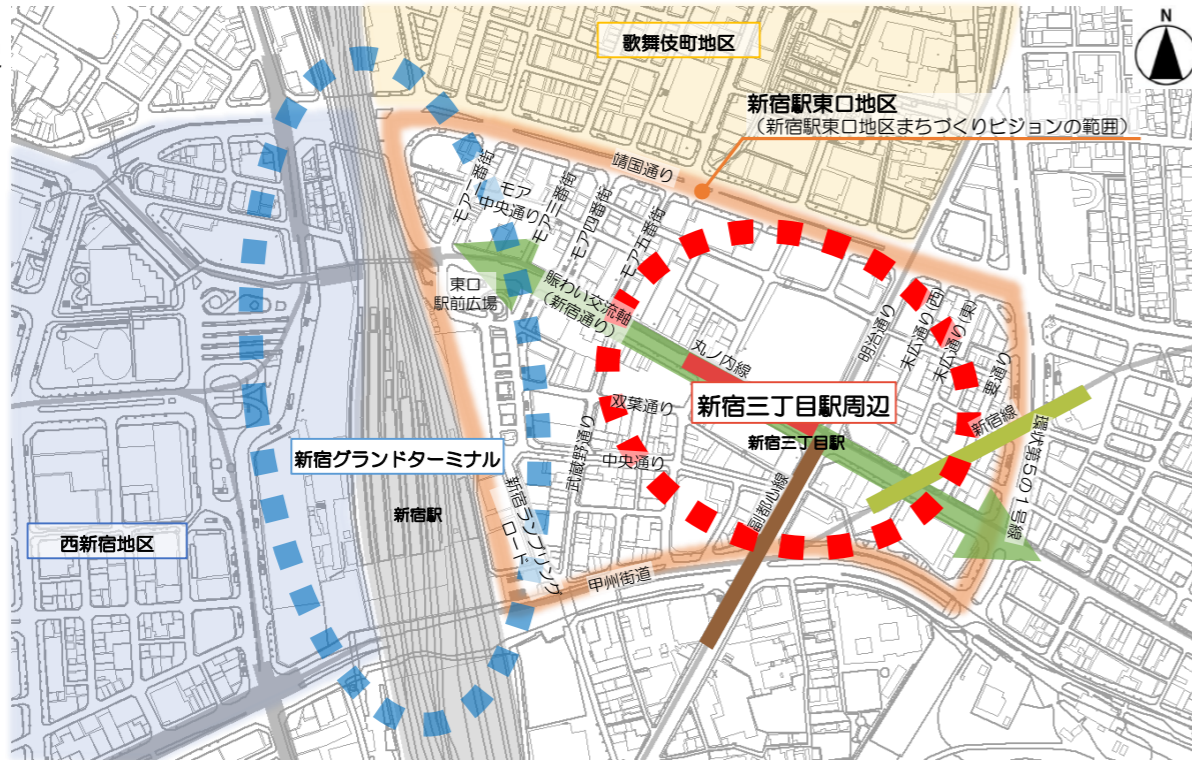 N
歌舞伎町地区
新宿駅東口地区
（新宿駅東口地区まちづくりビジョンの範囲）
靖国通り
モア二番街
モア
中央通り
モア三番街
モア四番街
モア五番街
東口
駅前広場
賑わい交流軸
（新宿通り）
丸ノ内線
明治通り
末広通り(西)
末広通り(東)
要通り
新宿三丁目駅周辺
新宿三丁目駅
新宿線
環状第5の1号線
双葉通り
中央通り
武蔵野通り
新宿グランドターミナル
新宿駅
新宿ランブリング
ロード
副都心線
西新宿地区
甲州街道